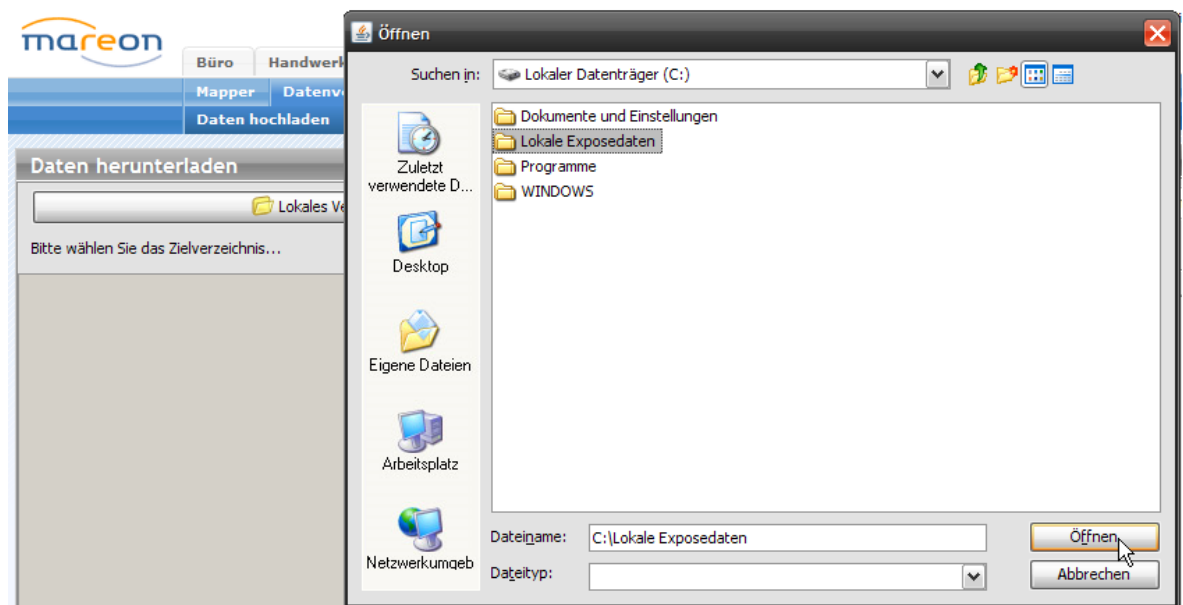 mareon
Büro
Handwerk
Mapper
Datenv
Daten hochladen
Daten herunterladen
Lokales Ve
Bitte wählen Sie das Zielverzeichnis...
Öffnen
Suchen in:
Lokaler Datenträger (C:)
Zuletzt
verwendete D...
Desktop
Eigene Dateien
Arbeitsplatz
Netzwerkumgeb
Dokumente und Einstellungen
Lokale Exposedaten
Programme
WINDOWS
Dateiname:
C:\Lokale Exposedaten
Öffnen
Dateityp:
Abbrechen